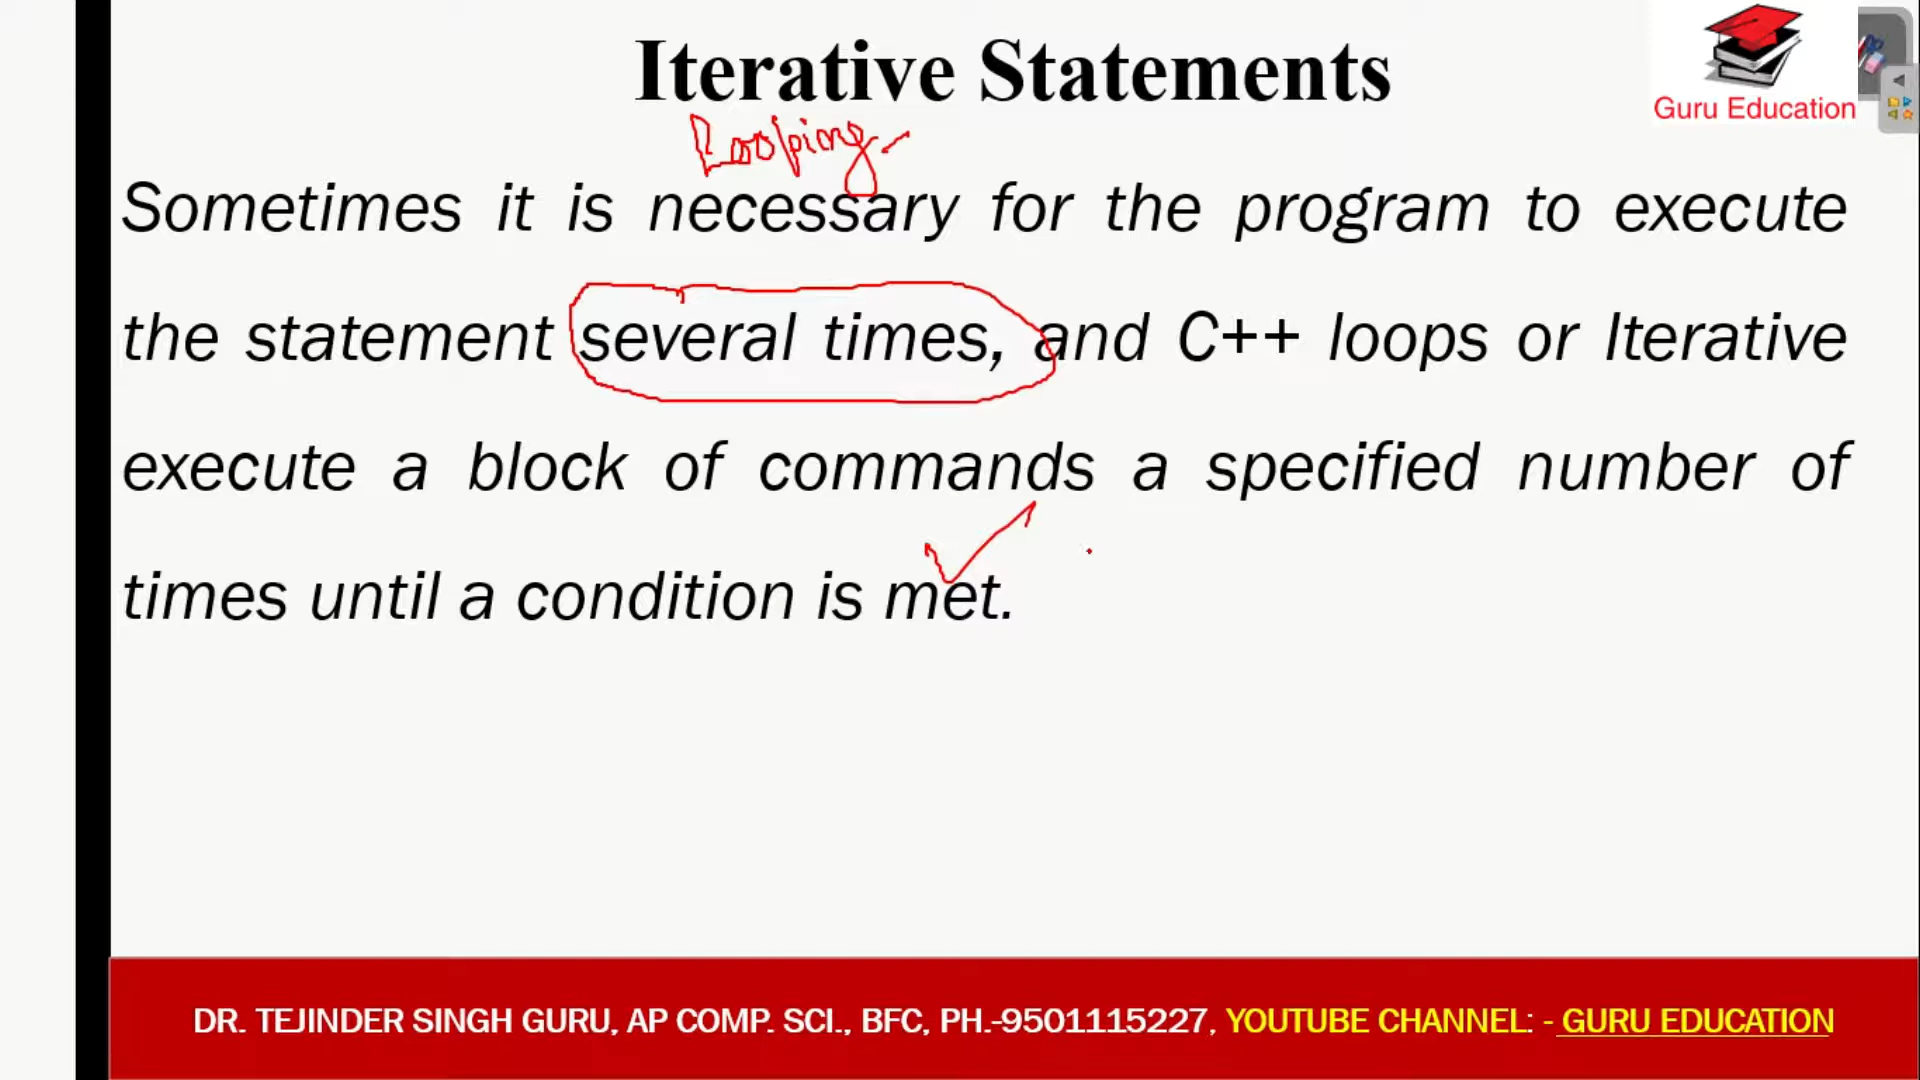 Iterative Statements
Guru Education
Looping
Sometimes it is necessary for the program to execute
the statement several times, and C++ loops or Iterative
execute a block of commands a specified number of
times until a condition is met.
DR. TEJINDER SINGH GURU, AP COMP. SCI., BFC, PH.-9501115227, YOUTUBE CHANNEL: - GURU EDUCATION